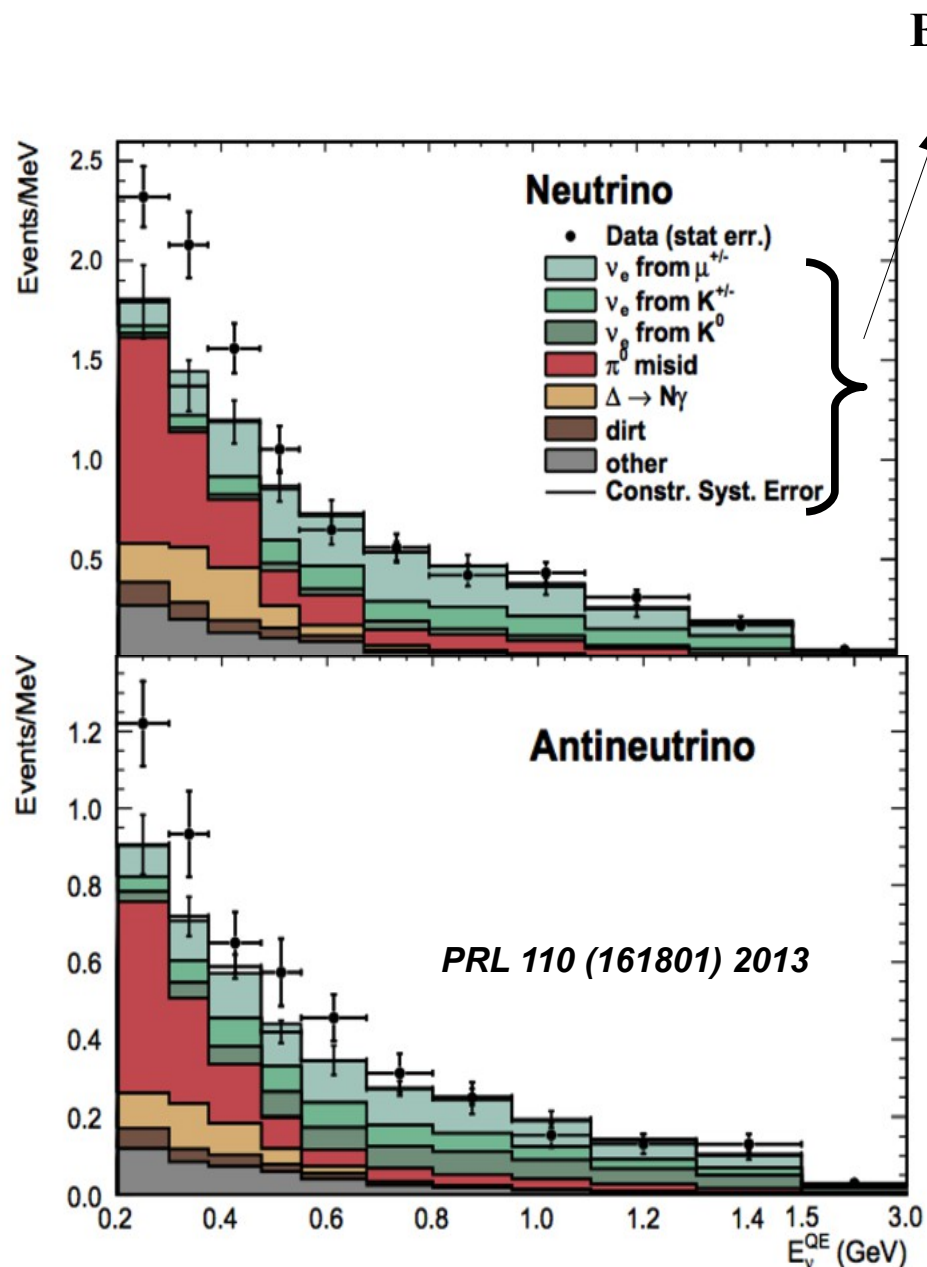 Events/MeV
2.5
2.0
1.5
1.0
0.5
Neutrino
Data (stat err.)
νe from μ+/-
νe from K+/-
νe from K0
π0 misid
Δ → Nγ
dirt
other
Constr. Syst. Error
Events/MeV
1.2
1.0
0.8
0.6
0.4
0.2
0.0
Antineutrino
PRL 110 (161801) 2013
0.2 0.4 0.6 0.8 1.0 1.2 1.4 1.5 3.0
EνQE (GeV)